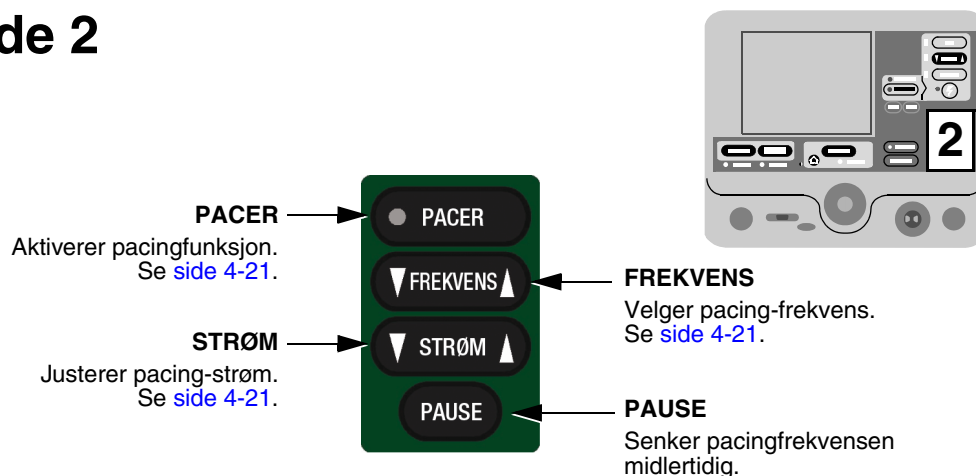 de 2
2
PACER
Aktiverer pacingfunksjon.
Se side 4-21.
STRØM
Justerer pacing-strøm.
Se side 4-21.
PACER
FREKVENS
STRØM
PAUSE
FREKVENS
Velger pacing-frekvens.
Se side 4-21.
PAUSE
Senker pacingfrekvensen
midlertidig.